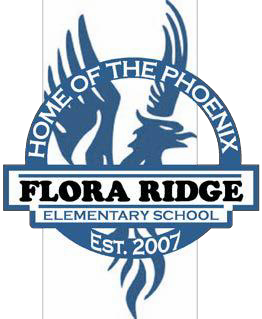 HOME OF THE PHOENIX
FLORA RIDGE
ELEMENTARY SCHOOL
EST. 2007